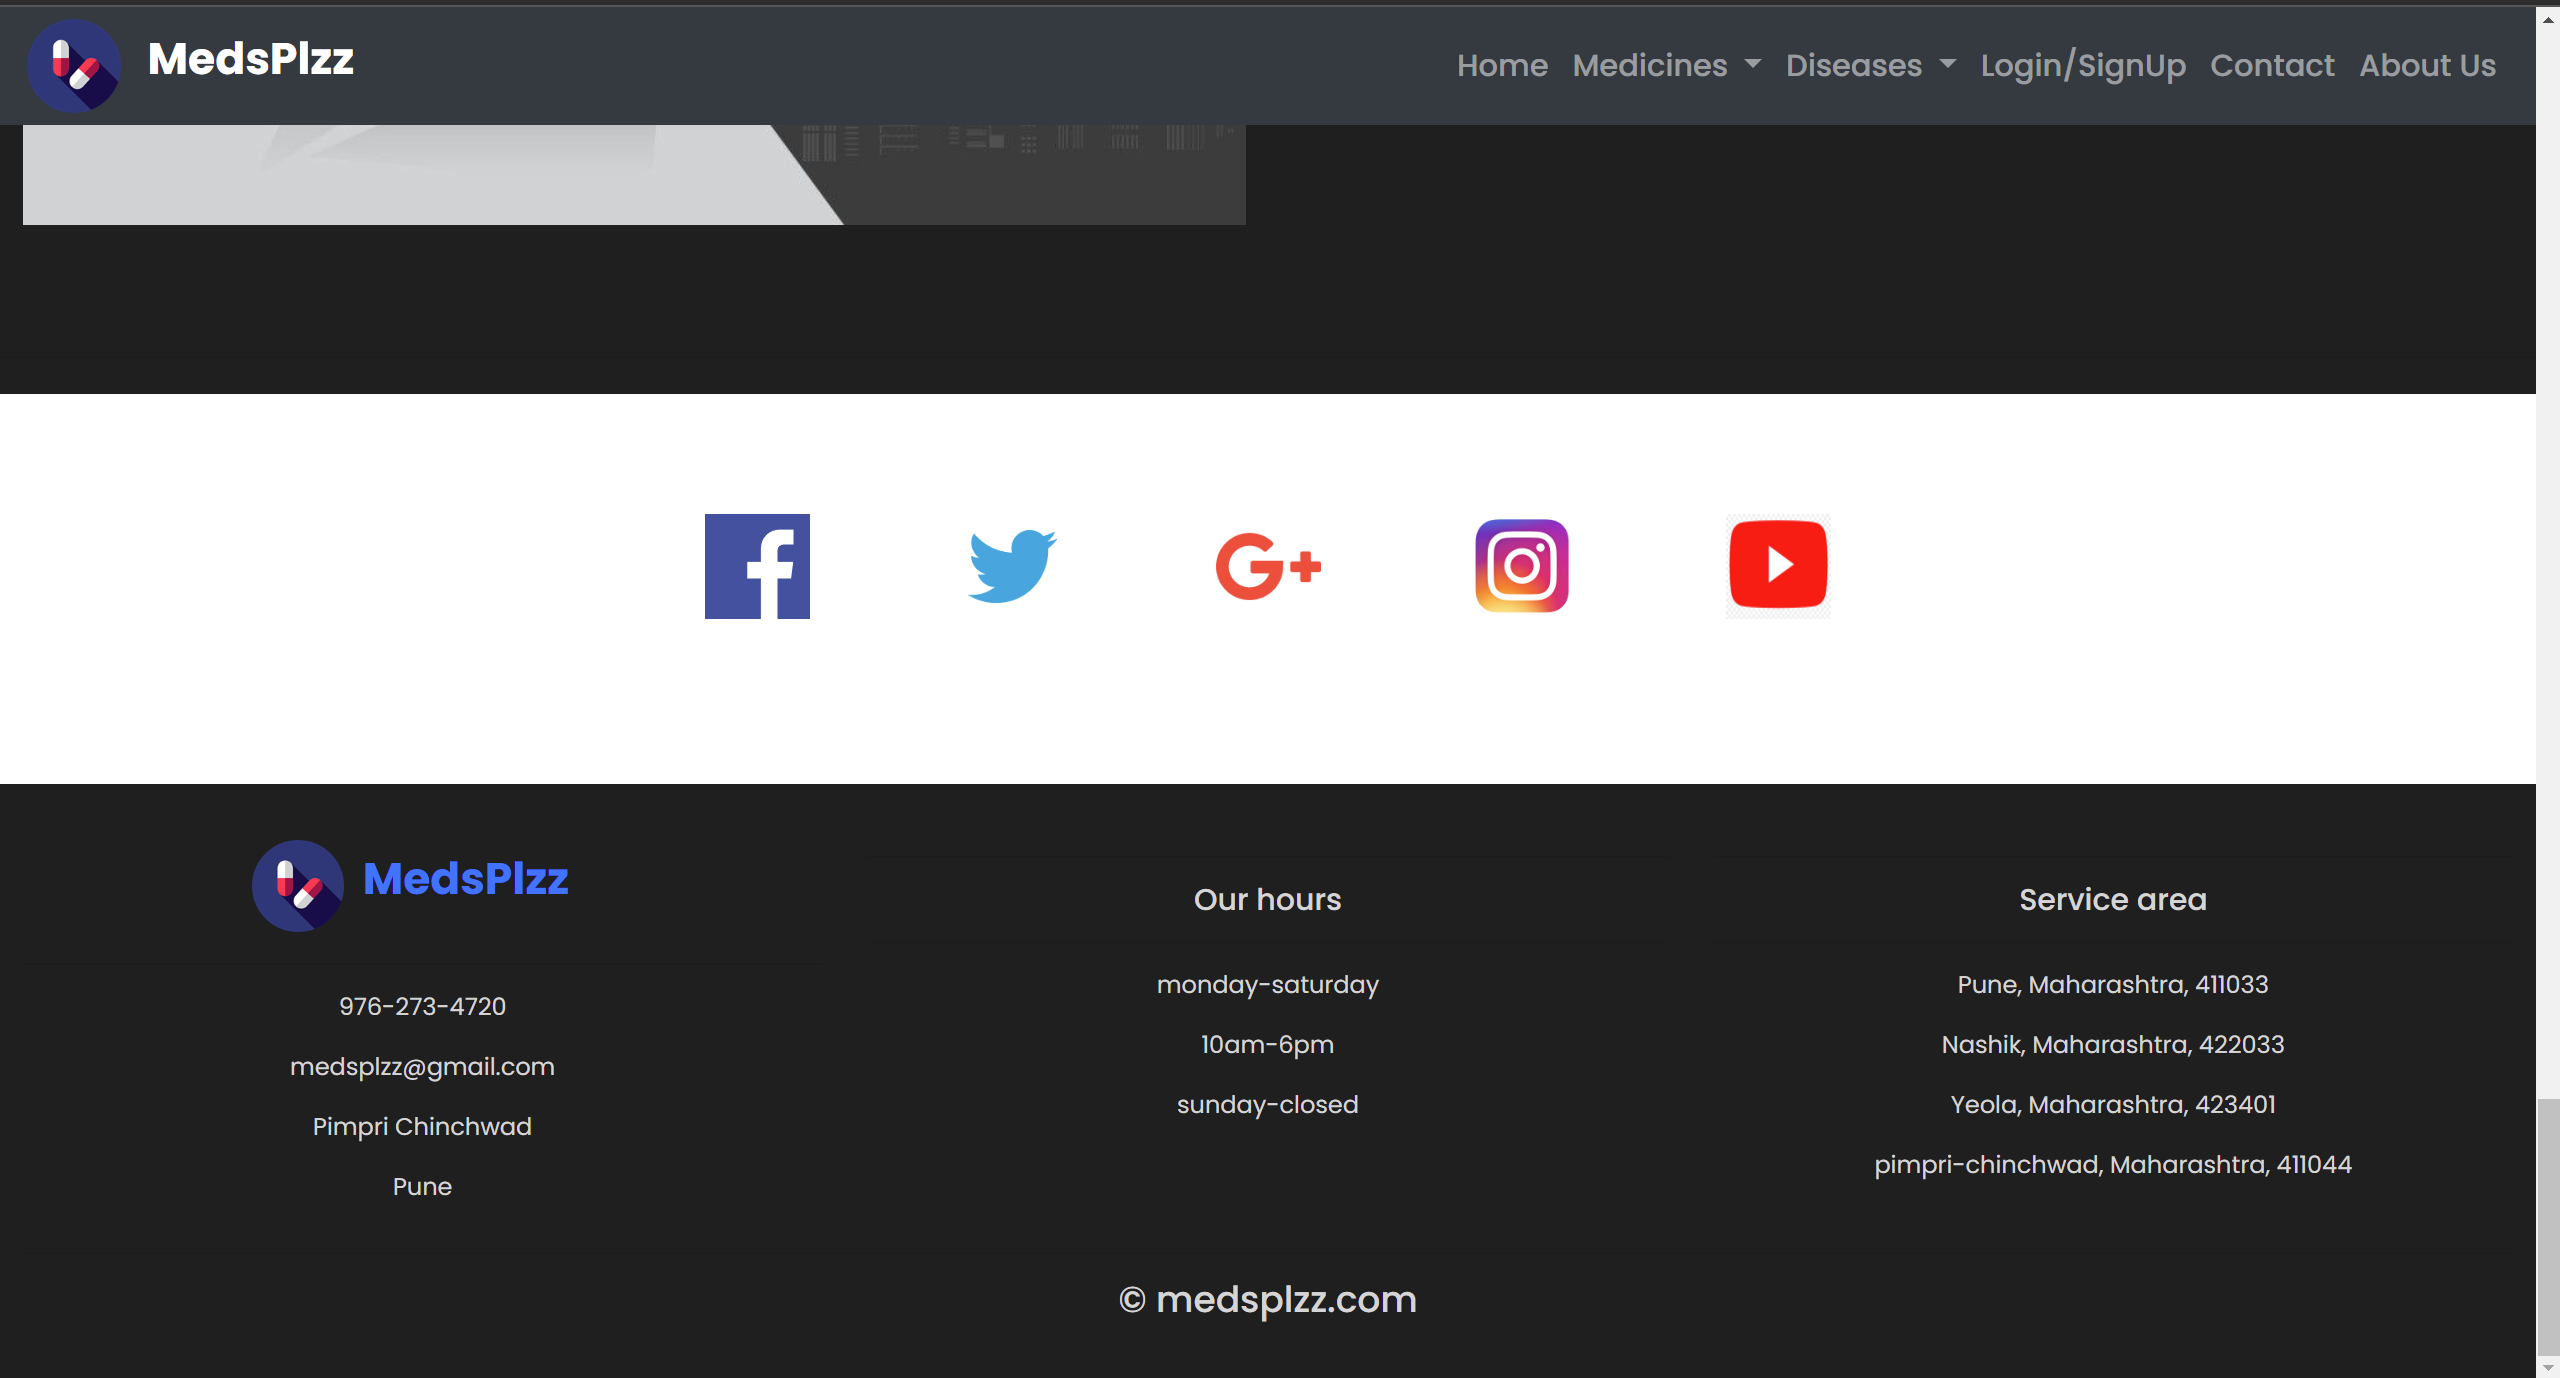 MedsPlzz
Home Medicines Diseases Login/SignUp Contact About Us
f
G+
MedsPlzz
976-273-4720
medsplzz@gmail.com
Pimpri Chinchwad
Pune
Our hours
monday-saturday
10am-6pm
sunday-closed
Service area
Pune, Maharashtra, 411033
Nashik, Maharashtra, 422033
Yeola, Maharashtra, 423401
pimpri-chinchwad, Maharashtra, 411044
© medsplzz.com